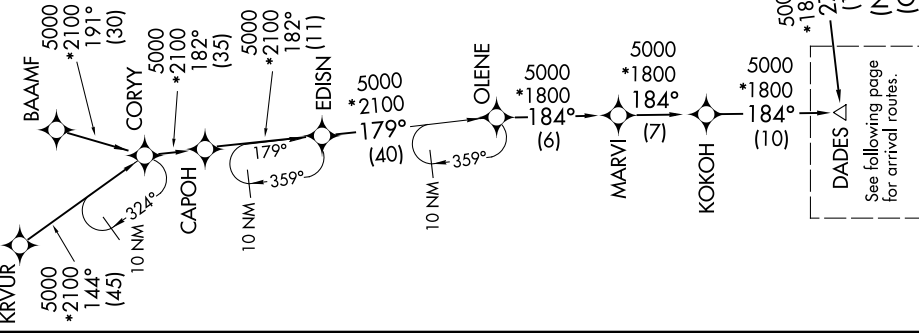 BAAMF
5000
*2100
191°
(30)
CORYY
5000
*2100
182°
(35)
5000
*2100
182°
(11)
EDISN
5000
*2100
179°
(40)
OLENE
5000
*1800
184°
(6)
5000
*1800
184°
(7)
5000
*1800
184°
(10)
DADES
See following page
for arrival routes.
KRVUR
5000
*2100
144°
(45)
10 NM
324°
CAPOH
179°
359°
10 NM
359°
10 NM
MARVI
KOKOH